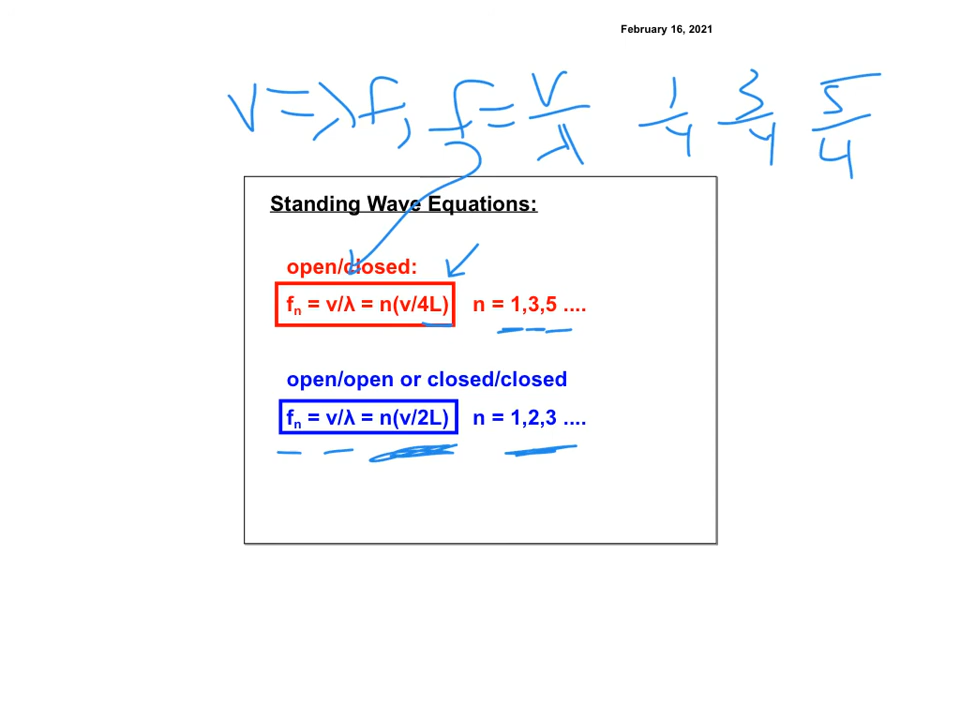 February 16, 2021
v = λf, f = v/λ 1/4 3/4 5/4
Standing Wave Equations:
open/closed:
fₙ = v/λ = n(v/4L) n = 1,3,5 ....
open/open or closed/closed
fₙ = v/λ = n(v/2L) n = 1,2,3 ....